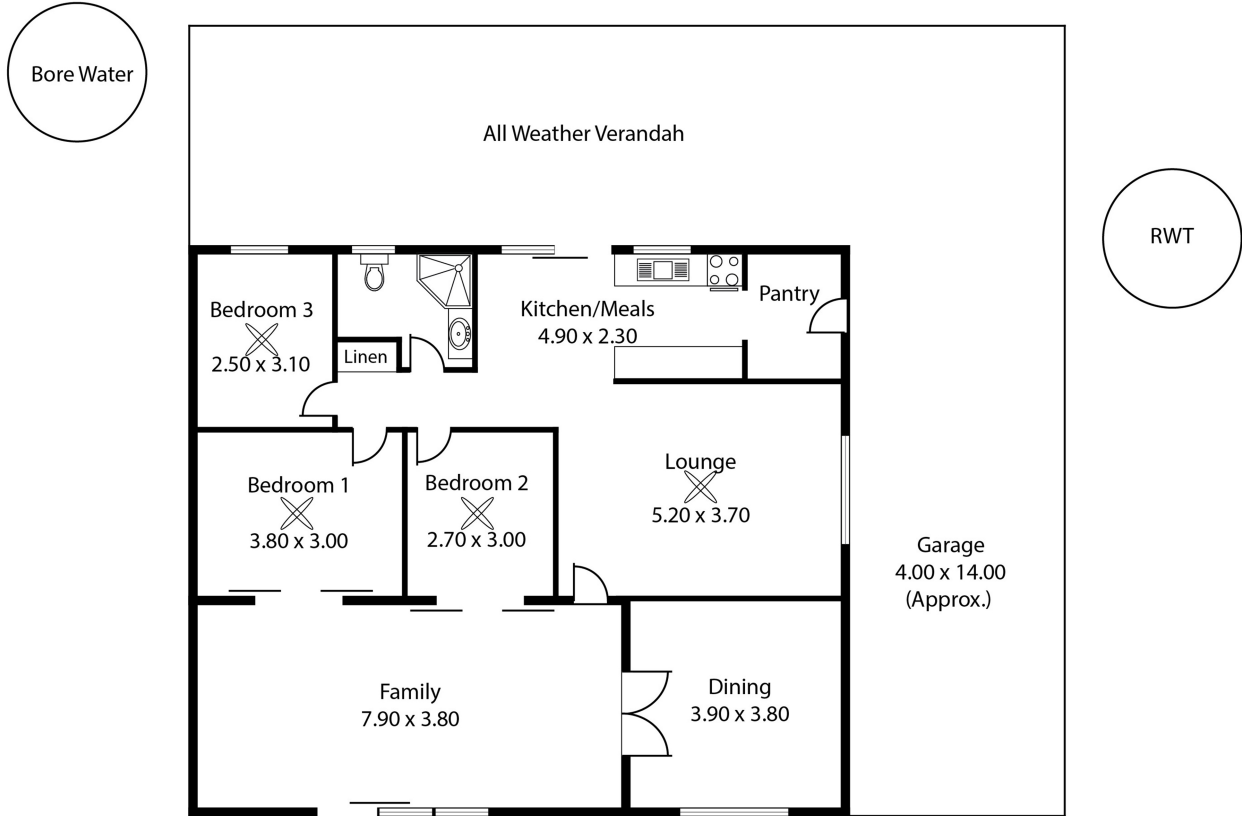 Bore Water
All Weather Verandah
RWT
Bedroom 3
2.50 x 3.10
Linen
Kitchen/Meals
4.90 x 2.30
Pantry
Bedroom 1
3.80 x 3.00
Bedroom 2
2.70 x 3.00
Lounge
5.20 x 3.70
Garage
4.00 x 14.00
(Approx.)
Family
7.90 x 3.80
Dining
3.90 x 3.80